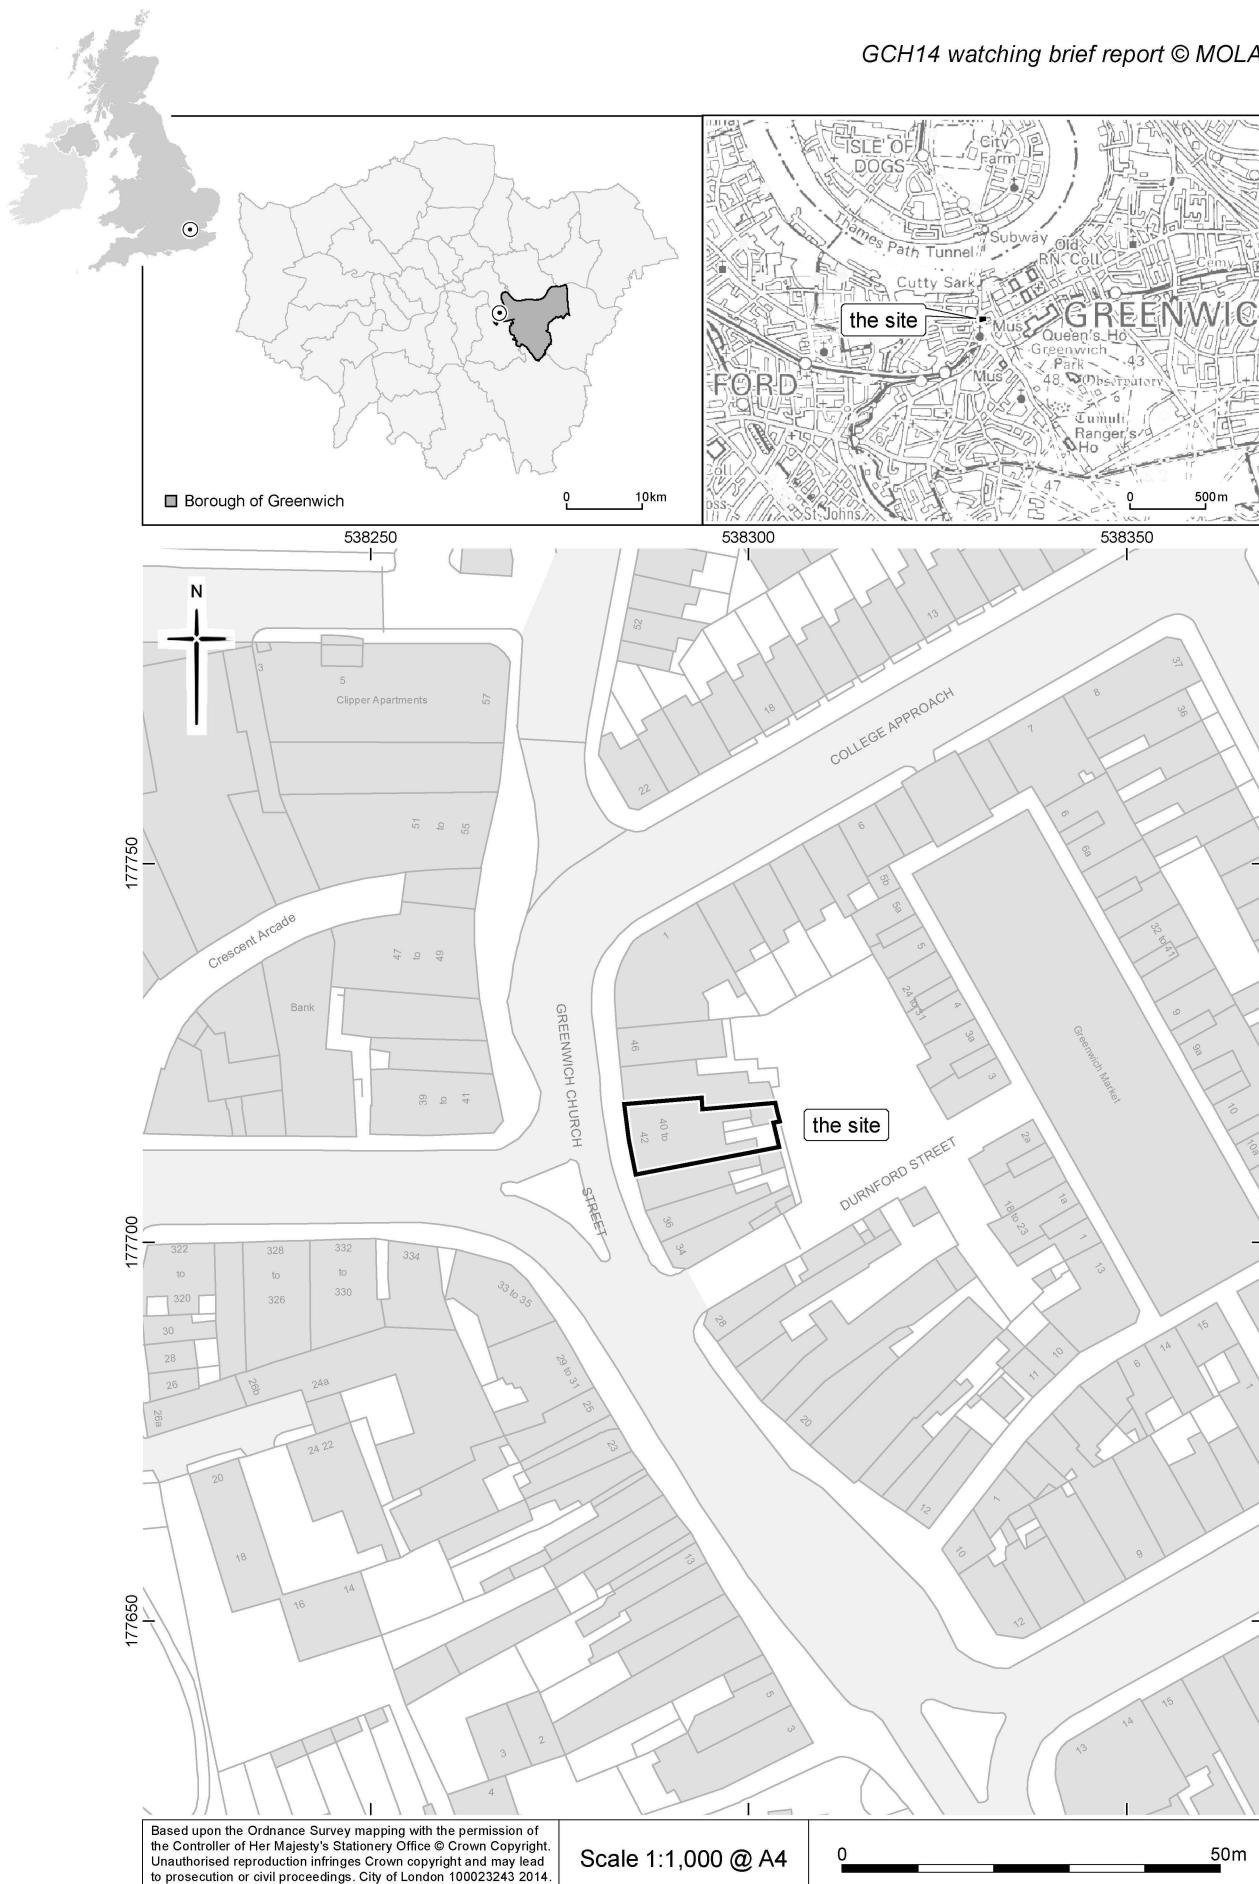 GCH14 watching brief report © MOLA
ISLE OF
DOGS
City
Farm
Thames Path Tunnel
Subway
Old
RN. Coll
Cemy
Cutty Sark
the site
Mus
GREENWIC
Queen's Ho
Greenwich
Park
43
48
Observatory
Mus
FORD
Tumuli
Ranger's
Ho
Coll
47
St Johns
Borough of Greenwich
0 10km
0 500m
538250 538300 538350
N
177750
177700
177650
3
5
Clipper Apartments
57
52
13
18
22
COLLEGE APPROACH
37
8
36
7
51 to 55
6
6
6a
5b
5a
5
Crescent Arcade
47 to 49
1
32 to 41
Bank
24 to 31
4
3a
3
9
9a
10
10a
Greenwich Market
GREENWICH CHURCH
STREET
46
39 to 41
42
40 to
the site
DURNFORD STREET
2a
18 to 23
1a
1
13
36
34
322
to
320
328
to
326
332
to
330
334
33 to 35
30
28
26
26a
26b
24a
29 to 31
25
23
28
20
10
11
6
14
15
1
24 22
20
18
16
14
12
1
10
9
12
13
5
3
3
2
4
13
14
15
Based upon the Ordnance Survey mapping with the permission of
the Controller of Her Majesty's Stationery Office © Crown Copyright.
Unauthorised reproduction infringes Crown copyright and may lead
to prosecution or civil proceedings. City of London 100023243 2014.
Scale 1:1,000 @ A4
0 50m